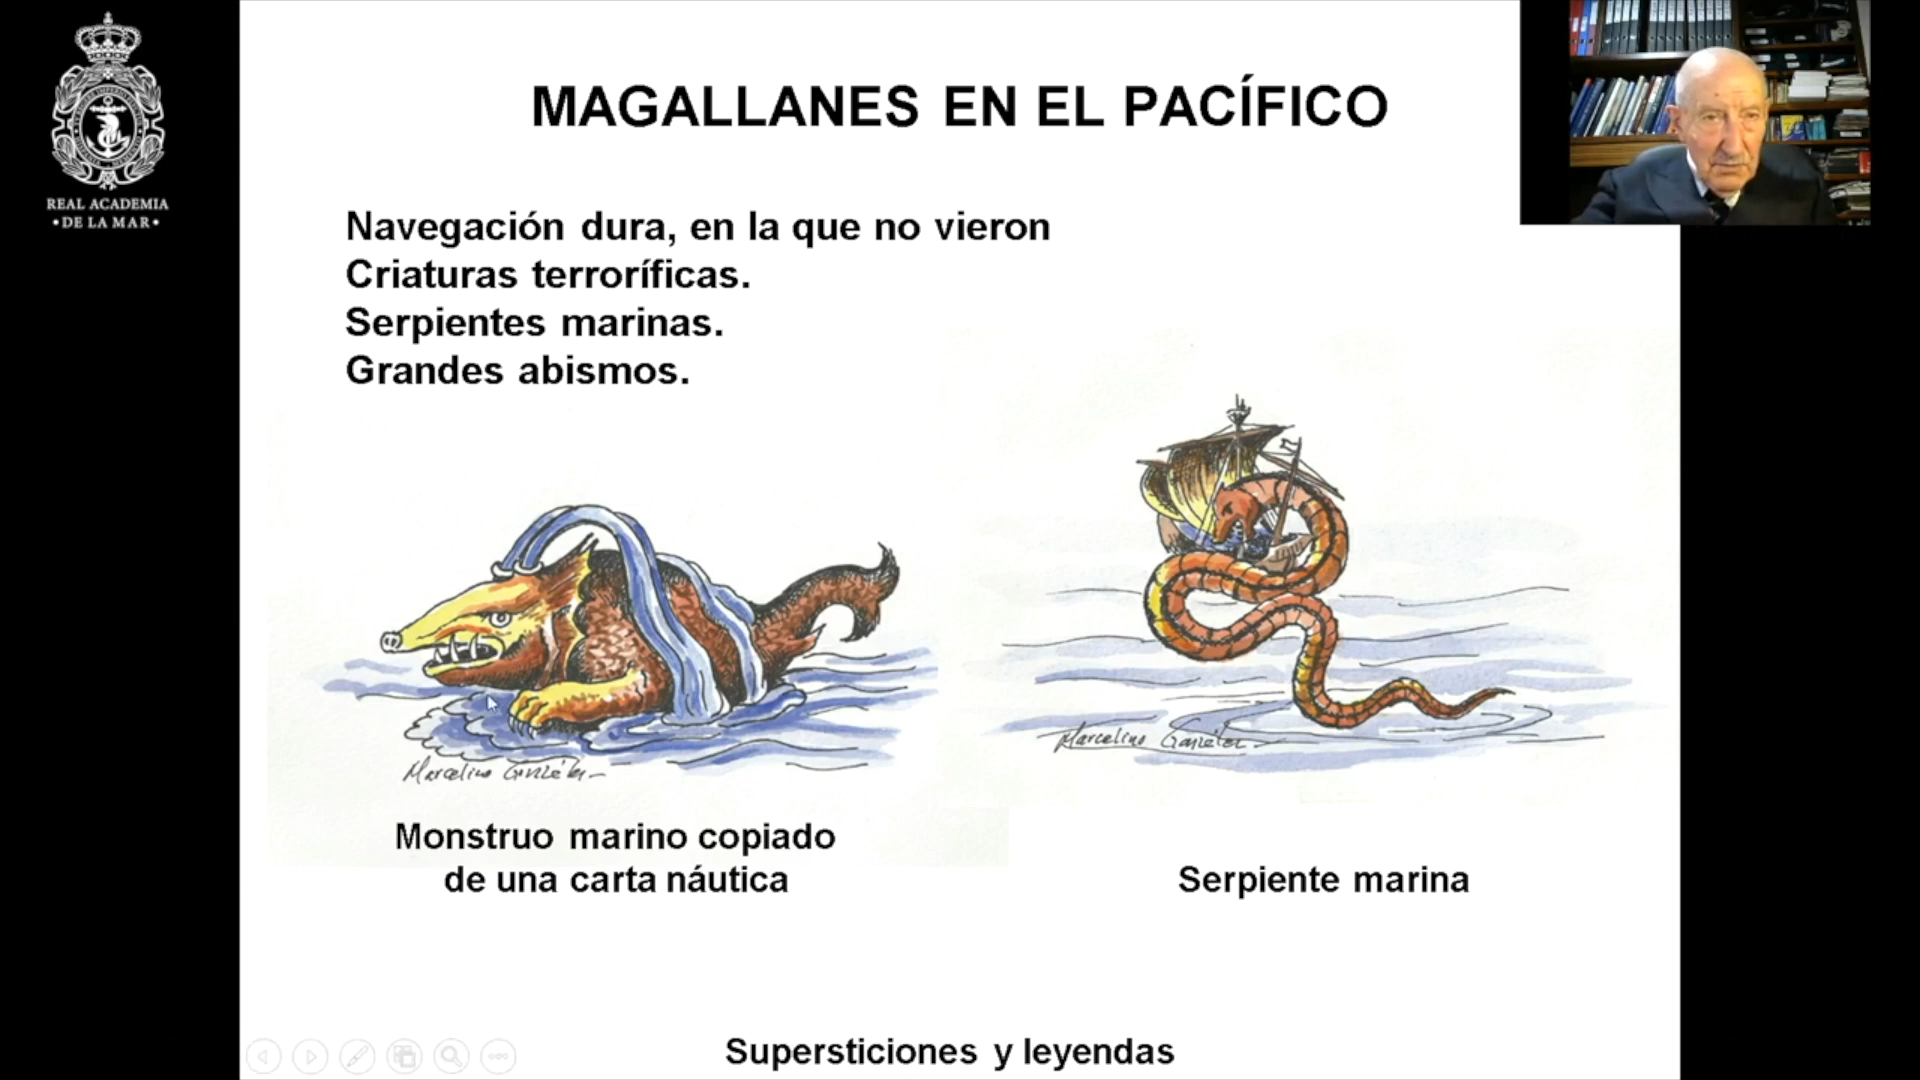 REAL ACADEMIA
•DE LA MAR•
MAGALLANES EN EL PACÍFICO
Navegación dura, en la que no vieron
Criaturas terroríficas.
Serpientes marinas.
Grandes abismos.
Marcelino González
Marcelino González
Monstruo marino copiado
de una carta náutica
Serpiente marina
Supersticiones y leyendas